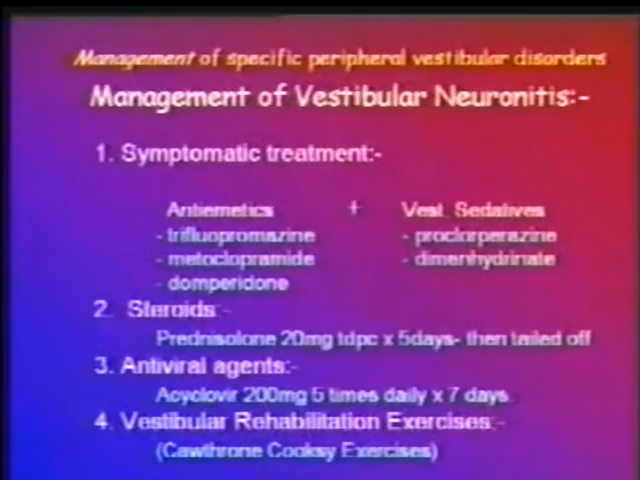 Management of specific peripheral vestibular disorders
Management of Vestibular Neuronitis:-
1. Symptomatic treatment:-
Antiemetics + Vest. Sedatives
- trifluopromazine - proclorperazine
- metoclopramide - dimenhydrinate
- domperidone
2. Steroids:-
Prednisolone 20mg tdpc x 5days- then tailed off
3. Antiviral agents:-
Acyclovir 200mg 5 times daily x 7 days.
4. Vestibular Rehabilitation Exercises:-
(Cawthrone Cooksy Exercises)